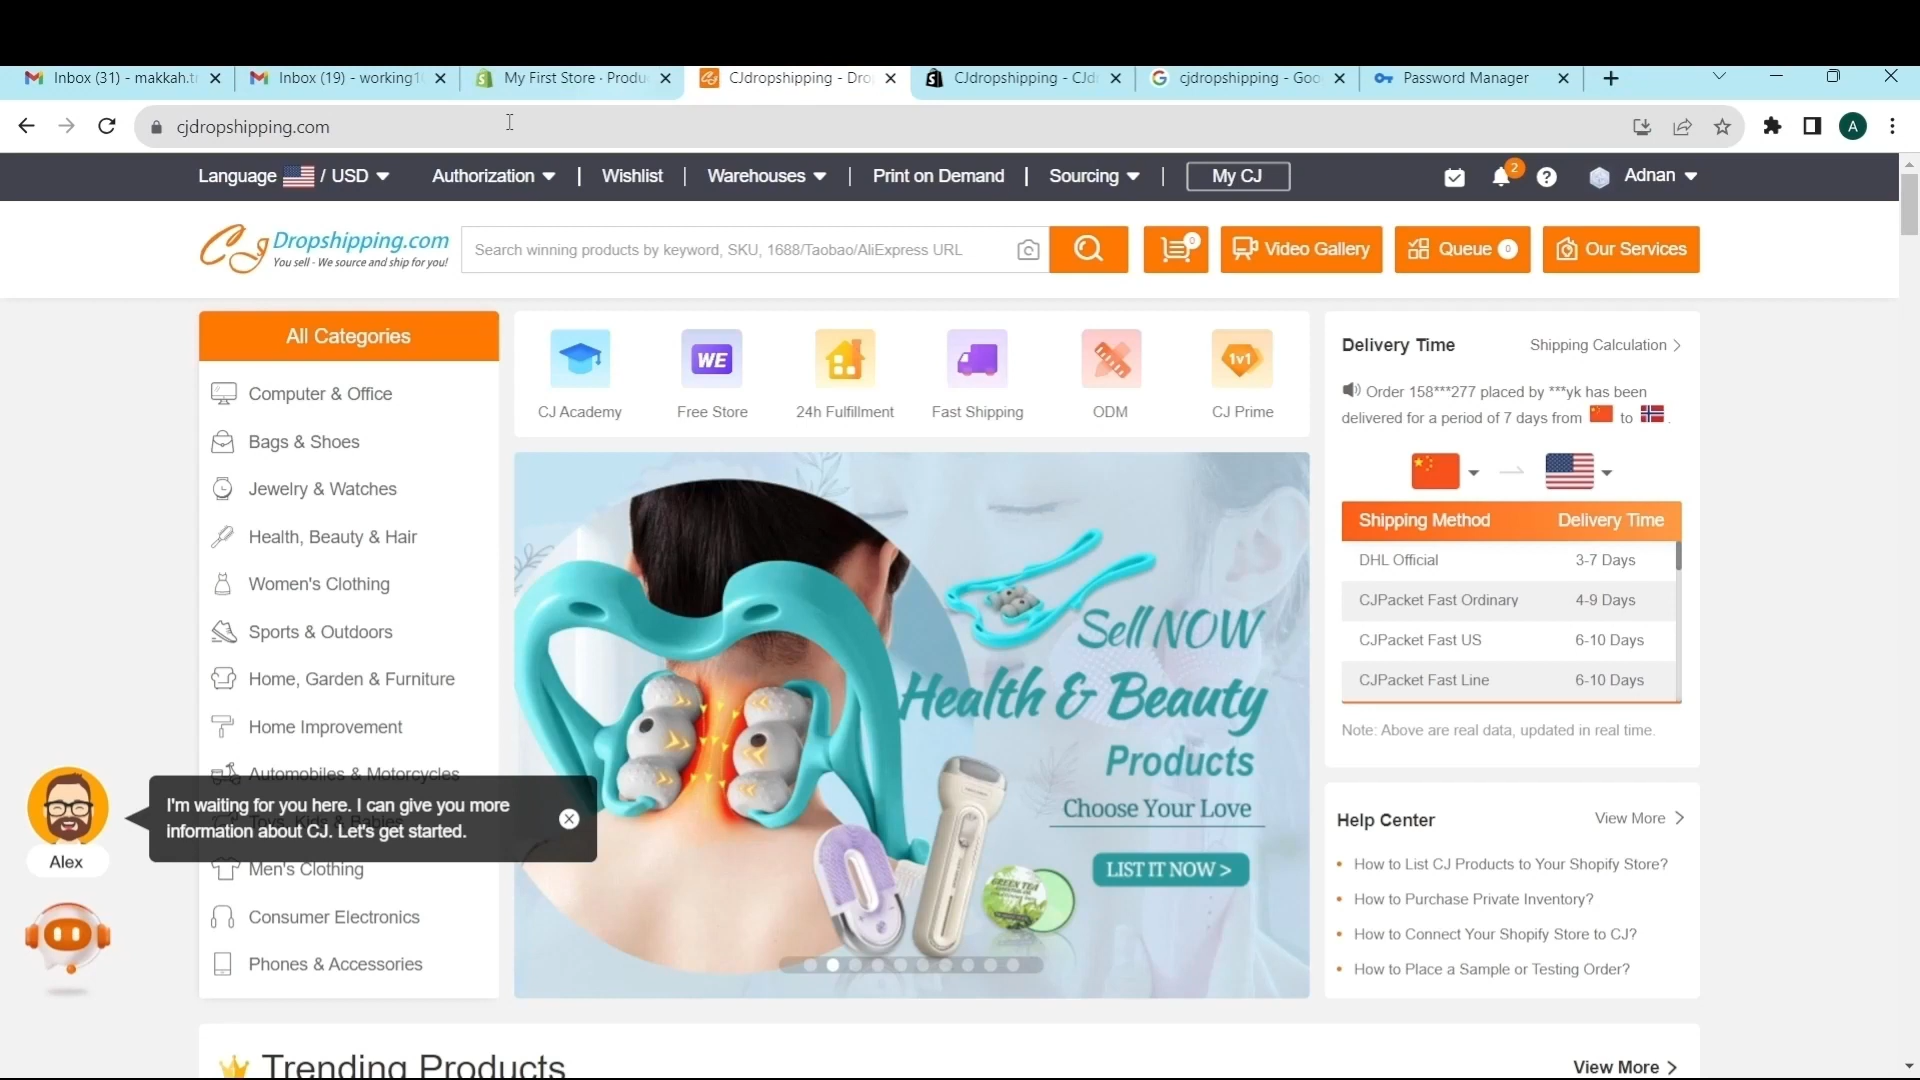 Inbox (31) - makkah.t
Inbox (19) - working1
My First Store · Produ
CJdropshipping - Dro
CJdropshipping - CJd
cjdropshipping - Goo
Password Manager
cjdropshipping.com
A
Language / USD
Authorization
Wishlist
Warehouses
Print on Demand
Sourcing
My CJ
2
Adnan
CJ Dropshipping.com
You sell - We source and ship for you!
Search winning products by keyword, SKU, 1688/Taobao/AliExpress URL
0
Video Gallery
Queue 0
Our Services
All Categories
Computer & Office
Bags & Shoes
Jewelry & Watches
Health, Beauty & Hair
Women's Clothing
Sports & Outdoors
Home, Garden & Furniture
Home Improvement
Automobiles & Motorcycles
Toys, Kids & Babies
Men's Clothing
Consumer Electronics
Phones & Accessories
I'm waiting for you here. I can give you more
information about CJ. Let's get started.
Alex
CJ Academy
WE
Free Store
24h Fulfillment
Fast Shipping
ODM
1v1
CJ Prime
Sell NOW
Health & Beauty
Products
Choose Your Love
LIST IT NOW >
GREEN TEA
Delivery Time
Shipping Calculation >
Order 158***277 placed by ***yk has been
delivered for a period of 7 days from to .
Shipping Method Delivery Time
DHL Official 3-7 Days
CJPacket Fast Ordinary 4-9 Days
CJPacket Fast US 6-10 Days
CJPacket Fast Line 6-10 Days
Note: Above are real data, updated in real time.
Help Center
View More >
• How to List CJ Products to Your Shopify Store?
• How to Purchase Private Inventory?
• How to Connect Your Shopify Store to CJ?
• How to Place a Sample or Testing Order?
Trending Products
View More >